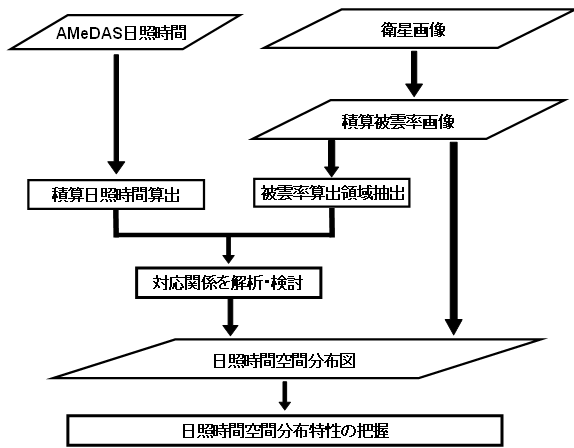 AMeDAS日照時間
衛星画像
積算被雲率画像
積算日照時間算出
被雲率算出領域抽出
対応関係を解析・検討
日照時間空間分布図
日照時間空間分布特性の把握